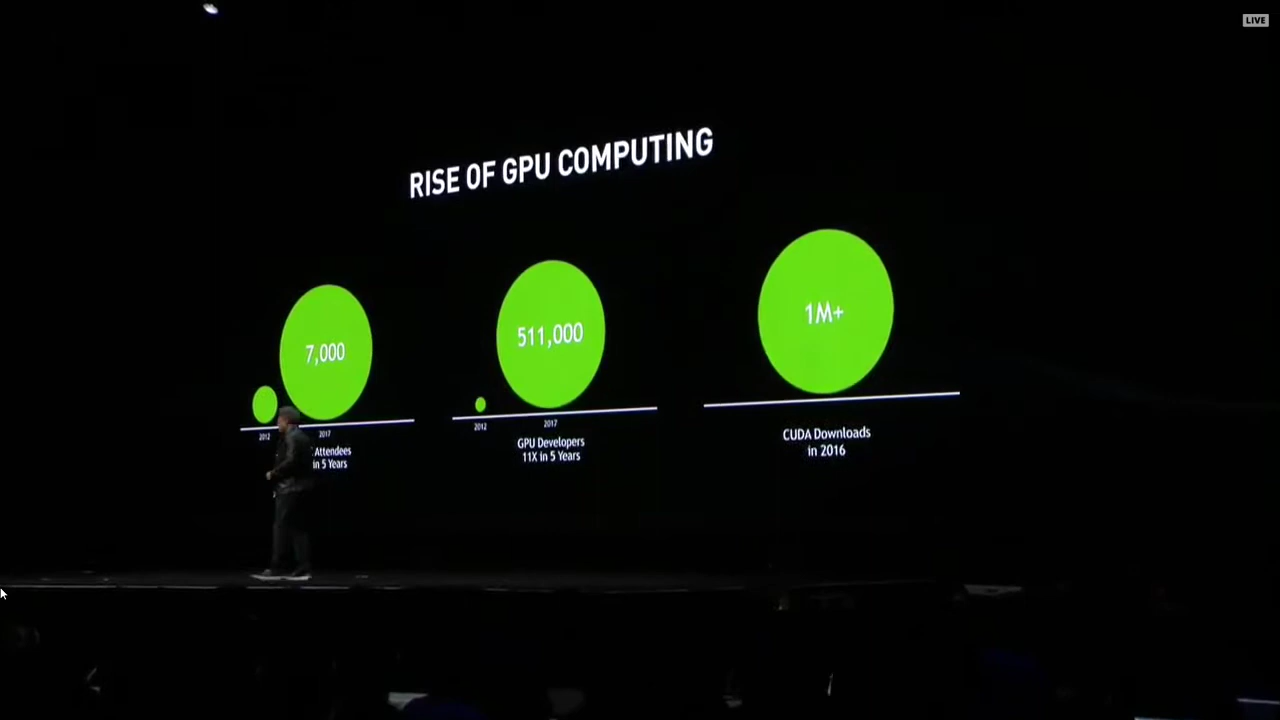 LIVE
RISE OF GPU COMPUTING
7,000
511,000
1M+
2012
2017
Attendees
in 5 Years
2012
2017
GPU Developers
11X in 5 Years
CUDA Downloads
in 2016